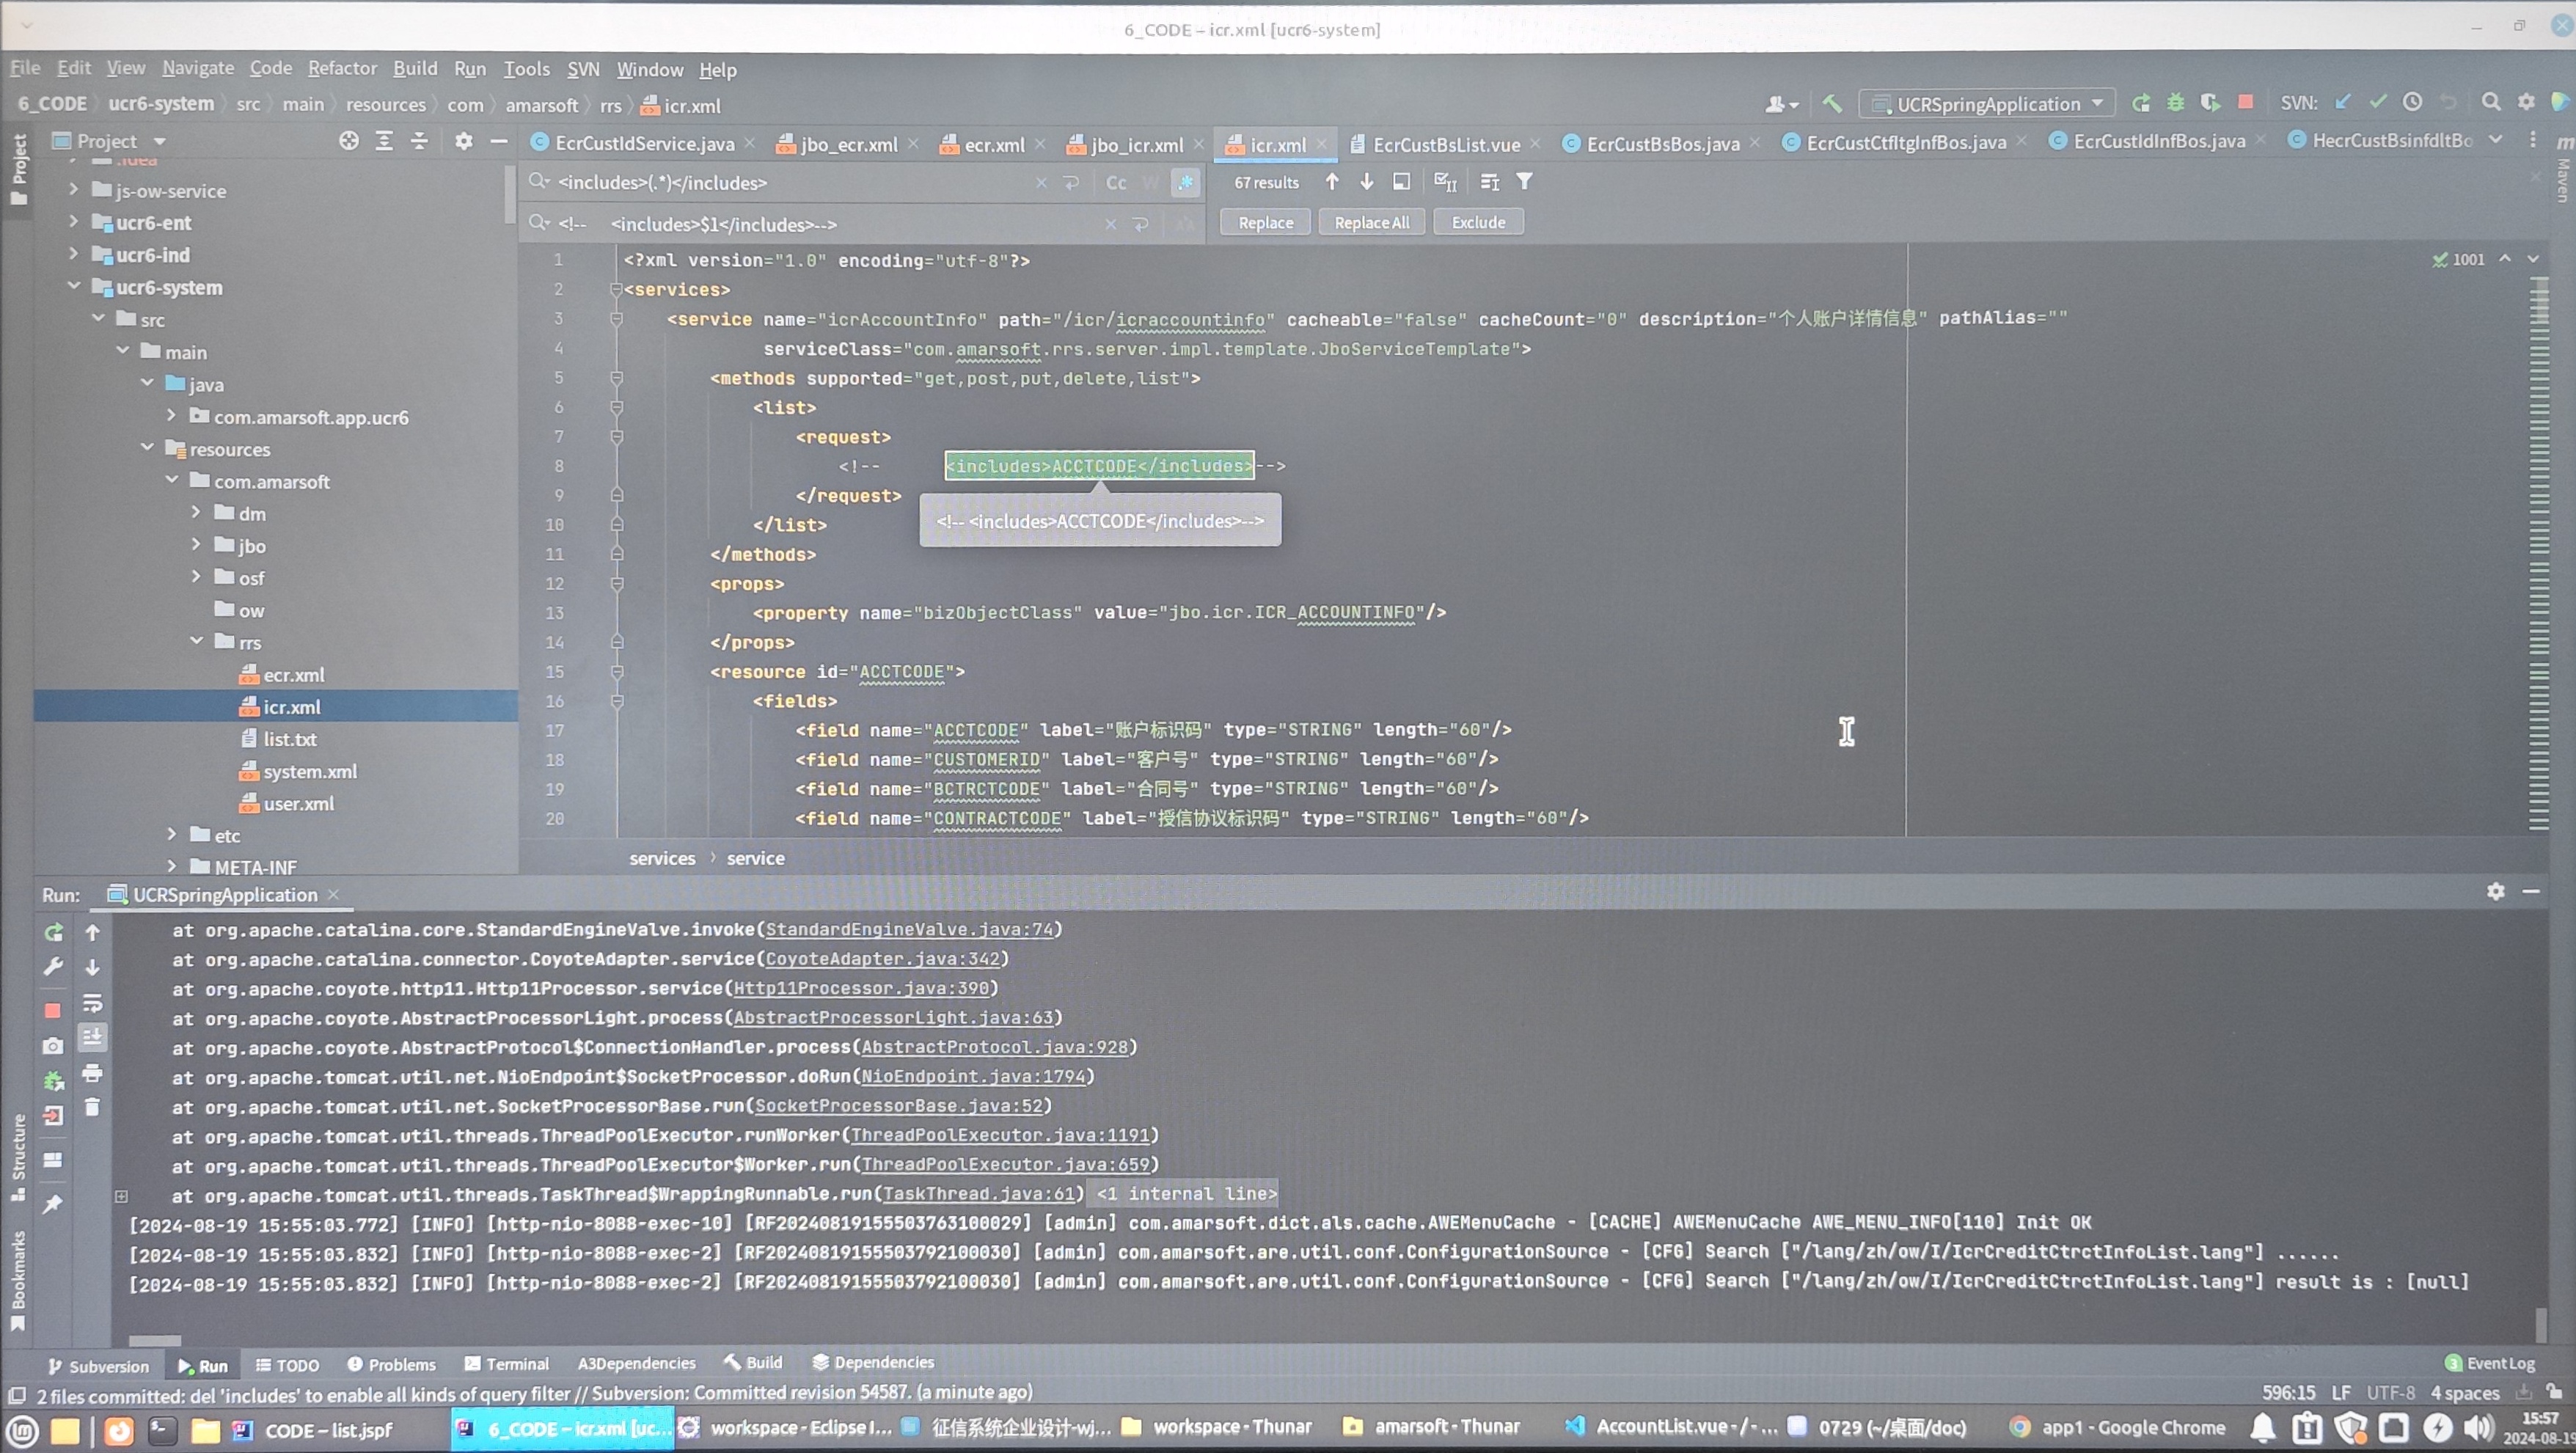 6_CODE – icr.xml [ucr6-system]
File Edit View Navigate Code Refactor Build Run Tools SVN Window Help
6_CODE ucr6-system src main resources com amarsoft rrs icr.xml
UCRSpringApplication SVN:
Project
EcrCustIdService.java jbo_ecr.xml ecr.xml jbo_icr.xml icr.xml EcrCustBsList.vue EcrCustBsBos.java EcrCustCtfItgInfBos.java EcrCustIdInfBos.java HecrCustBsinfdltBo
<includes>(.*)</includes> Cc W .* 67 results
<!-- <includes>$1</includes>--> Replace Replace All Exclude
Project
.idea
js-ow-service
ucr6-ent
ucr6-ind
ucr6-system
src
main
java
com.amarsoft.app.ucr6
resources
com.amarsoft
dm
jbo
osf
ow
rrs
ecr.xml
icr.xml
list.txt
system.xml
user.xml
etc
META-INF
1001
Maven
1 <?xml version="1.0" encoding="utf-8"?>
2 <services>
3 <service name="icrAccountInfo" path="/icr/icraccountinfo" cacheable="false" cacheCount="0" description="个人账户详情信息" pathAlias=""
4 serviceClass="com.amarsoft.rrs.server.impl.template.JboServiceTemplate">
5 <methods supported="get,post,put,delete,list">
6 <list>
7 <request>
8 <!-- <includes>ACCTCODE</includes>-->
9 </request>
<!-- <includes>ACCTCODE</includes>-->
10 </list>
11 </methods>
12 <props>
13 <property name="bizObjectClass" value="jbo.icr.ICR_ACCOUNTINFO"/>
14 </props>
15 <resource id="ACCTCODE">
16 <fields>
17 <field name="ACCTCODE" label="账户标识码" type="STRING" length="60"/>
18 <field name="CUSTOMERID" label="客户号" type="STRING" length="60"/>
19 <field name="BCTRCTCODE" label="合同号" type="STRING" length="60"/>
20 <field name="CONTRACTCODE" label="授信协议标识码" type="STRING" length="60"/>
services › service
Run: UCRSpringApplication
at org.apache.catalina.core.StandardEngineValve.invoke(StandardEngineValve.java:74)
at org.apache.catalina.connector.CoyoteAdapter.service(CoyoteAdapter.java:342)
at org.apache.coyote.http11.Http11Processor.service(Http11Processor.java:390)
at org.apache.coyote.AbstractProcessorLight.process(AbstractProcessorLight.java:63)
at org.apache.coyote.AbstractProtocol$ConnectionHandler.process(AbstractProtocol.java:928)
at org.apache.tomcat.util.net.NioEndpoint$SocketProcessor.doRun(NioEndpoint.java:1794)
at org.apache.tomcat.util.net.SocketProcessorBase.run(SocketProcessorBase.java:52)
at org.apache.tomcat.util.threads.ThreadPoolExecutor.runWorker(ThreadPoolExecutor.java:1191)
at org.apache.tomcat.util.threads.ThreadPoolExecutor$Worker.run(ThreadPoolExecutor.java:659)
at org.apache.tomcat.util.threads.TaskThread$WrappingRunnable.run(TaskThread.java:61) <1 internal line>
[2024-08-19 15:55:03.772] [INFO] [http-nio-8088-exec-10] [RF20240819155503763100029] [admin] com.amarsoft.dict.als.cache.AWEMenuCache - [CACHE] AWEMenuCache AWE_MENU_INFO[110] Init OK
[2024-08-19 15:55:03.832] [INFO] [http-nio-8088-exec-2] [RF20240819155503792100030] [admin] com.amarsoft.are.util.conf.ConfigurationSource - [CFG] Search ["/lang/zh/ow/I/IcrCreditCtrctInfoList.lang"] ......
[2024-08-19 15:55:03.832] [INFO] [http-nio-8088-exec-2] [RF20240819155503792100030] [admin] com.amarsoft.are.util.conf.ConfigurationSource - [CFG] Search ["/lang/zh/ow/I/IcrCreditCtrctInfoList.lang"] result is : [null]
Structure
Bookmarks
Subversion Run TODO Problems Terminal A3Dependencies Build Dependencies 3 Event Log
2 files committed: del 'includes' to enable all kinds of query filter // Subversion: Committed revision 54587. (a minute ago) 596:15 LF UTF-8 4 spaces
CODE – list.jspf 6_CODE – icr.xml [uc... workspace - Eclipse I... 征信系统企业设计-wj... workspace - Thunar amarsoft - Thunar AccountList.vue - /- ... 0729 (~/桌面/doc) app1 - Google Chrome 15:57
2024-08-1